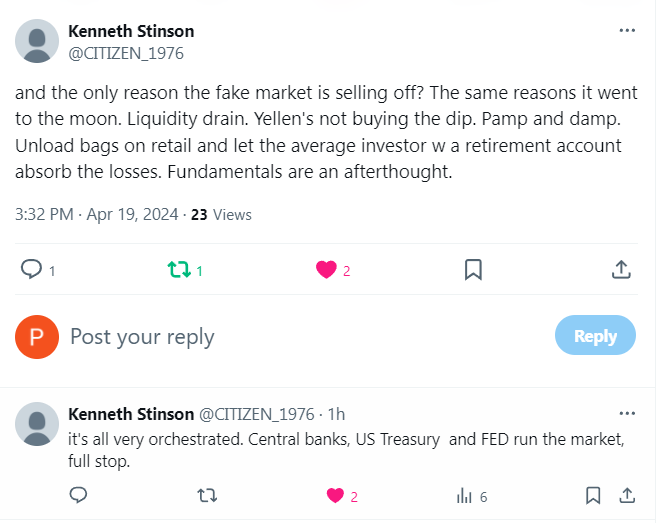 Kenneth Stinson
@CITIZEN_1976
and the only reason the fake market is selling off? The same reasons it went
to the moon. Liquidity drain. Yellen's not buying the dip. Pamp and damp.
Unload bags on retail and let the average investor w a retirement account
absorb the losses. Fundamentals are an afterthought.
3:32 PM · Apr 19, 2024 · 23 Views
1 1 2
P Post your reply Reply
Kenneth Stinson @CITIZEN_1976 · 1h
it's all very orchestrated. Central banks, US Treasury and FED run the market,
full stop.
2 6